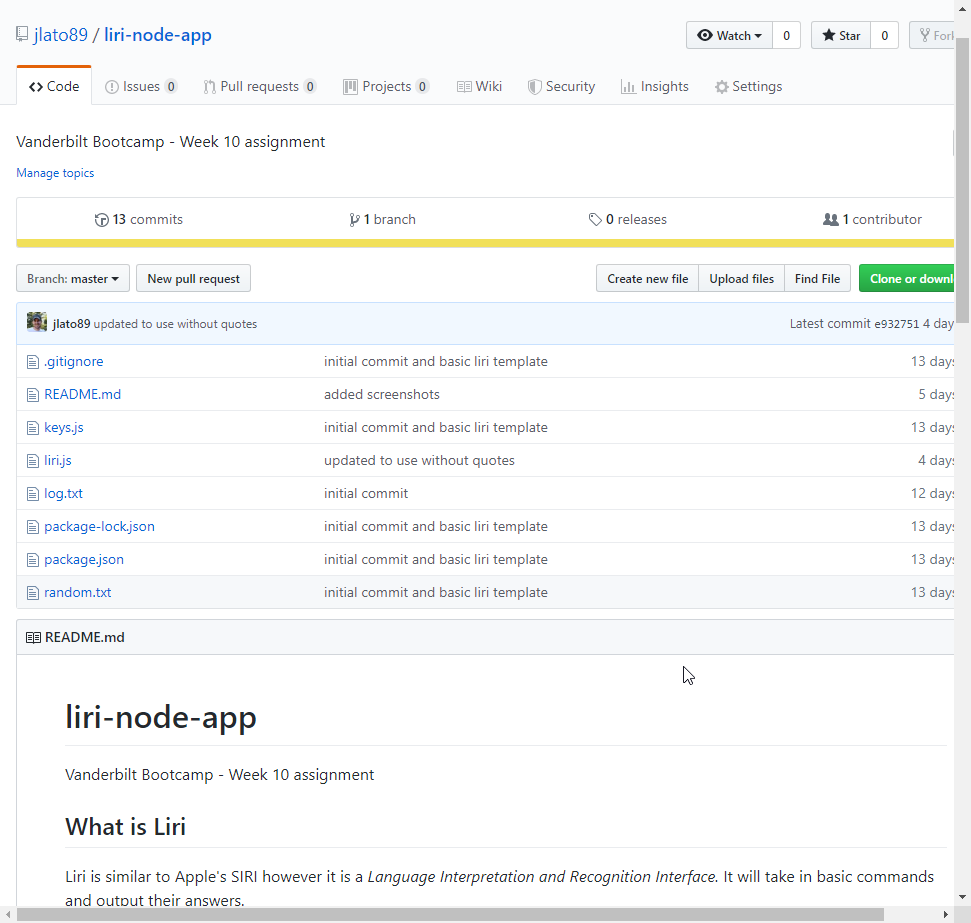 jlato89 / liri-node-app
Watch 0 Star 0 Fork
Code Issues 0 Pull requests 0 Projects 0 Wiki Security Insights Settings
Vanderbilt Bootcamp - Week 10 assignment
Manage topics
13 commits 1 branch 0 releases 1 contributor
Branch: master New pull request Create new file Upload files Find File Clone or downl
jlato89 updated to use without quotes Latest commit e932751 4 day
.gitignore initial commit and basic liri template 13 days
README.md added screenshots 5 days
keys.js initial commit and basic liri template 13 days
liri.js updated to use without quotes 4 days
log.txt initial commit 12 days
package-lock.json initial commit and basic liri template 13 days
package.json initial commit and basic liri template 13 days
random.txt initial commit and basic liri template 13 days
README.md
liri-node-app
Vanderbilt Bootcamp - Week 10 assignment
What is Liri
Liri is similar to Apple's SIRI however it is a Language Interpretation and Recognition Interface. It will take in basic commands
and output their answers.